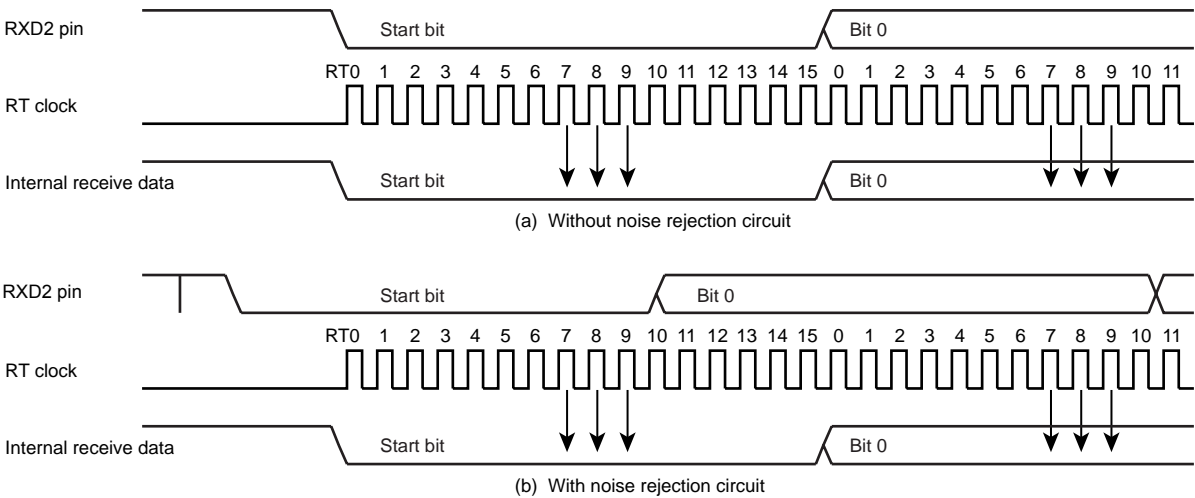 RXD2 pin Start bit Bit 0
RT0 1 2 3 4 5 6 7 8 9 10 11 12 13 14 15 0 1 2 3 4 5 6 7 8 9 10 11
RT clock
Internal receive data Start bit Bit 0
(a) Without noise rejection circuit
RXD2 pin Start bit Bit 0
RT0 1 2 3 4 5 6 7 8 9 10 11 12 13 14 15 0 1 2 3 4 5 6 7 8 9 10 11
RT clock
Internal receive data Start bit Bit 0
(b) With noise rejection circuit